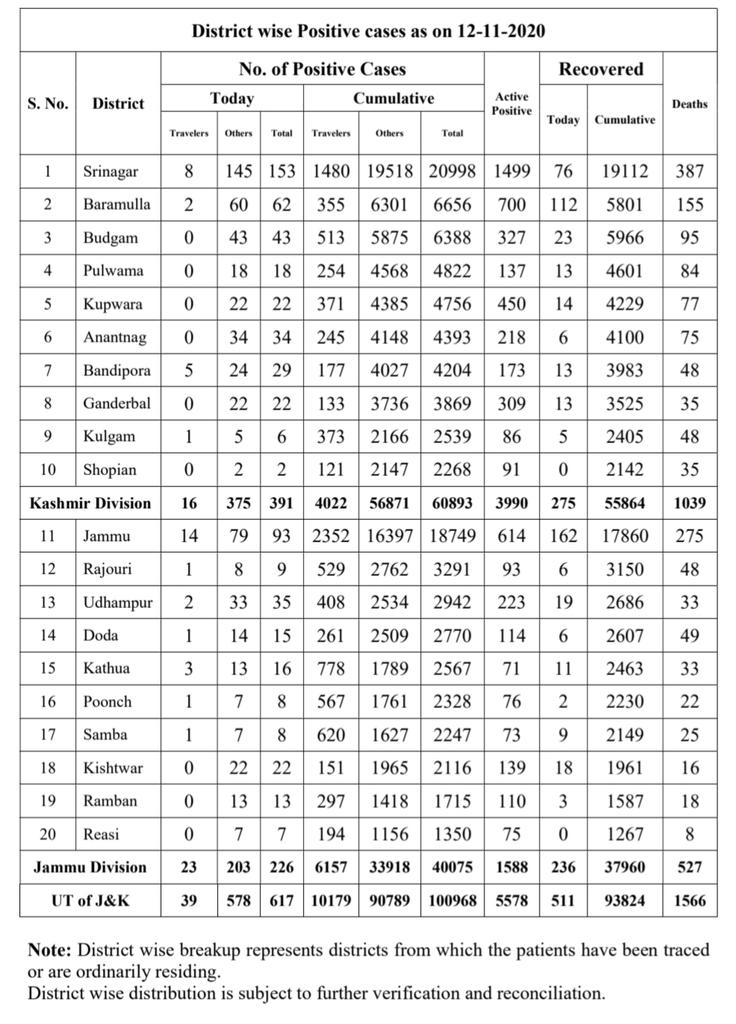 District wise Positive cases as on 12-11-2020
S. No. District No. of Positive Cases Active Positive Recovered Deaths
Today Cumulative Today Cumulative
Travelers Others Total Travelers Others Total
1 Srinagar 8 145 153 1480 19518 20998 1499 76 19112 387
2 Baramulla 2 60 62 355 6301 6656 700 112 5801 155
3 Budgam 0 43 43 513 5875 6388 327 23 5966 95
4 Pulwama 0 18 18 254 4568 4822 137 13 4601 84
5 Kupwara 0 22 22 371 4385 4756 450 14 4229 77
6 Anantnag 0 34 34 245 4148 4393 218 6 4100 75
7 Bandipora 5 24 29 177 4027 4204 173 13 3983 48
8 Ganderbal 0 22 22 133 3736 3869 309 13 3525 35
9 Kulgam 1 5 6 373 2166 2539 86 5 2405 48
10 Shopian 0 2 2 121 2147 2268 91 0 2142 35
Kashmir Division 16 375 391 4022 56871 60893 3990 275 55864 1039
11 Jammu 14 79 93 2352 16397 18749 614 162 17860 275
12 Rajouri 1 8 9 529 2762 3291 93 6 3150 48
13 Udhampur 2 33 35 408 2534 2942 223 19 2686 33
14 Doda 1 14 15 261 2509 2770 114 6 2607 49
15 Kathua 3 13 16 778 1789 2567 71 11 2463 33
16 Poonch 1 7 8 567 1761 2328 76 2 2230 22
17 Samba 1 7 8 620 1627 2247 73 9 2149 25
18 Kishtwar 0 22 22 151 1965 2116 139 18 1961 16
19 Ramban 0 13 13 297 1418 1715 110 3 1587 18
20 Reasi 0 7 7 194 1156 1350 75 0 1267 8
Jammu Division 23 203 226 6157 33918 40075 1588 236 37960 527
UT of J&K 39 578 617 10179 90789 100968 5578 511 93824 1566
Note: District wise breakup represents districts from which the patients have been traced
or are ordinarily residing.
District wise distribution is subject to further verification and reconciliation.